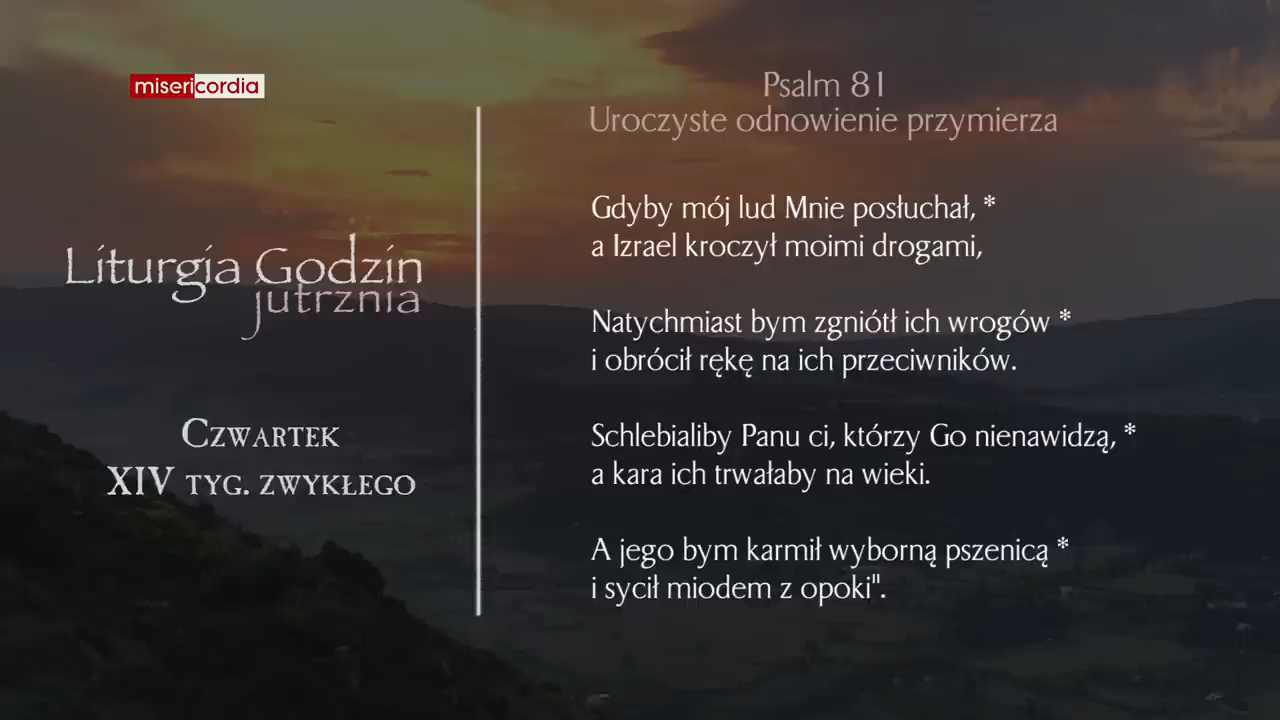 misericordia
Liturgia Godzin
jutrznia
Czwartek
XIV tyg. zwykłego
Psalm 81
Uroczyste odnowienie przymierza
Gdyby mój lud Mnie posłuchał, *
a Izrael kroczył moimi drogami,
Natychmiast bym zgniótł ich wrogów *
i obrócił rękę na ich przeciwników.
Schlebialiby Panu ci, którzy Go nienawidzą, *
a kara ich trwałaby na wieki.
A jego bym karmił wyborną pszenicą *
i sycił miodem z opoki".